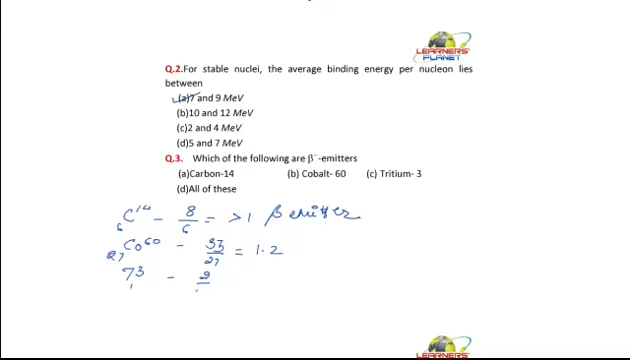 LEARNERS'
PLANET
Q.2.For stable nuclei, the average binding energy per nucleon lies
between
(a)7 and 9 MeV
(b)10 and 12 MeV
(c)2 and 4 MeV
(d)5 and 7 MeV
Q.3. Which of the following are β⁻-emitters
(a)Carbon-14 (b) Cobalt- 60 (c) Tritium- 3
(d)All of these
₆C¹⁴ – 8/6 = >1 β emitter
₂₇Co⁶⁰ – 33/27 = 1.2
₁T³ – 2/1
LEARNERS'